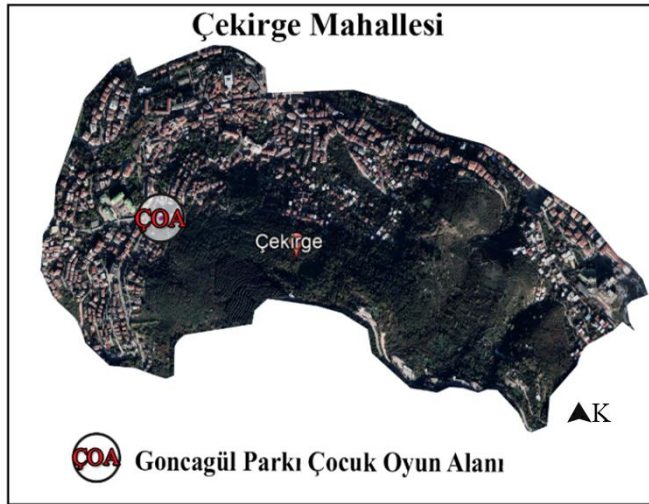 Çekirge Mahallesi
ÇOA
Çekirge
K
ÇOA Goncagül Parkı Çocuk Oyun Alanı